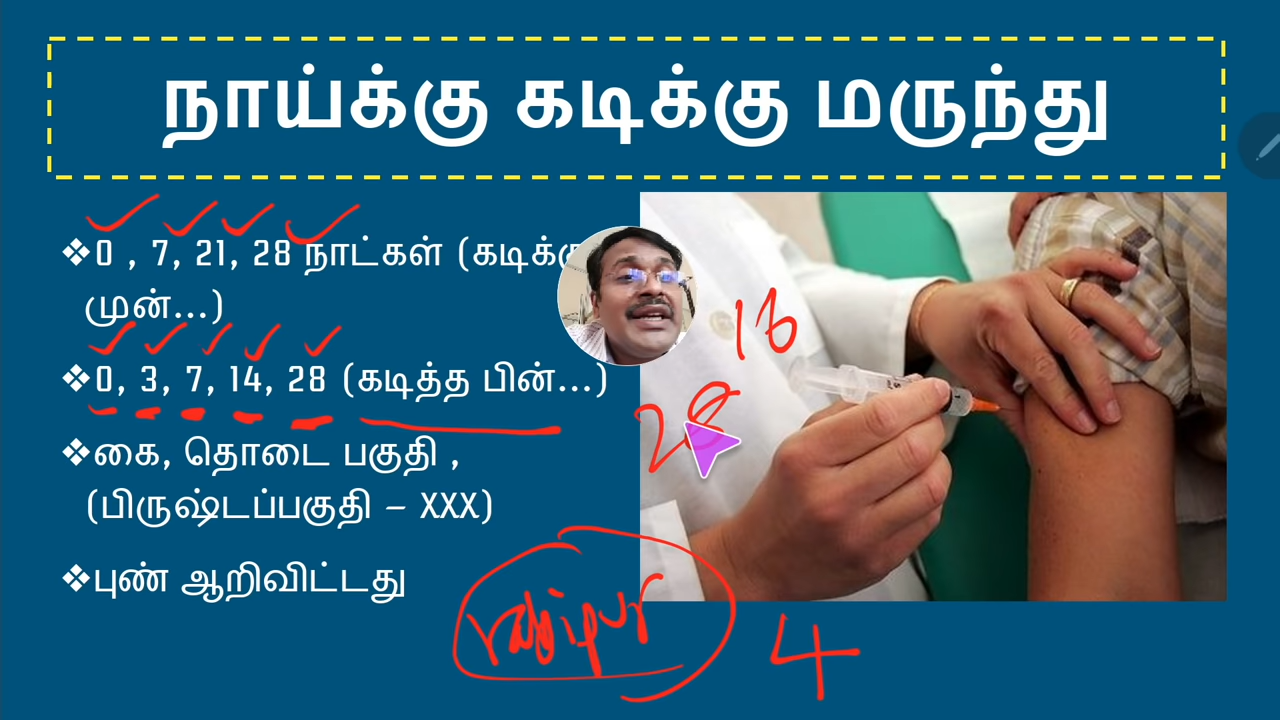 நாய்க்கு கடிக்கு மருந்து
❖0 , 7, 21, 28 நாட்கள் (கடிக்கு
முன்...)
❖0, 3, 7, 14, 28 (கடித்த பின்...)
16
28
❖கை, தொடை பகுதி ,
(பிருஷ்டப்பகுதி – XXX)
❖புண் ஆறிவிட்டது
rabipur
4